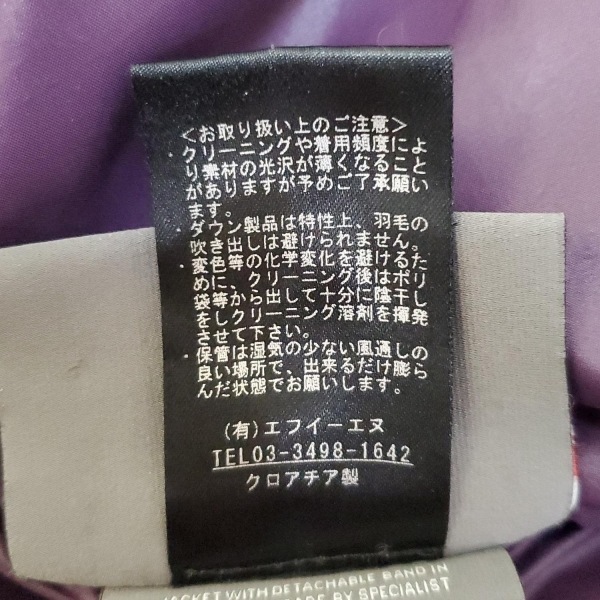 ＜お取り扱い上のご注意＞
・クリーニングや着用頻度によ
り素材の光沢が薄くなること
がありますが予めご了承願い
ます。
・ダウン製品は特性上、羽毛の
吹き出しは避けられません。
・変色等の化学変化を避けるた
めに、クリーニング後はポリ
袋等から出して十分に陰干し
をしクリーニング溶剤を揮発
させて下さい。
・保管は湿気の少ない風通しの
良い場所で、出来るだけ膨ら
んだ状態でお願いします。
(有)エフイーエヌ
TEL03-3498-1642
クロアチア製
JACKET WITH DETACHABLE BAND IN
MADE BY SPECIALIST